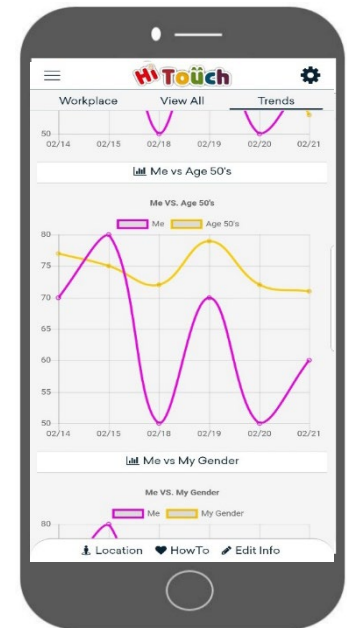 Hi Toüch
Workplace View All Trends
50
02/14 02/15 02/18 02/19 02/20 02/21
Me vs Age 50's
Me VS. Age 50's
Me Age 50's
80
75
70
65
60
55
50
02/14 02/15 02/18 02/19 02/20 02/21
Me vs My Gender
Me VS. My Gender
Me My Gender
80
Location HowTo Edit Info